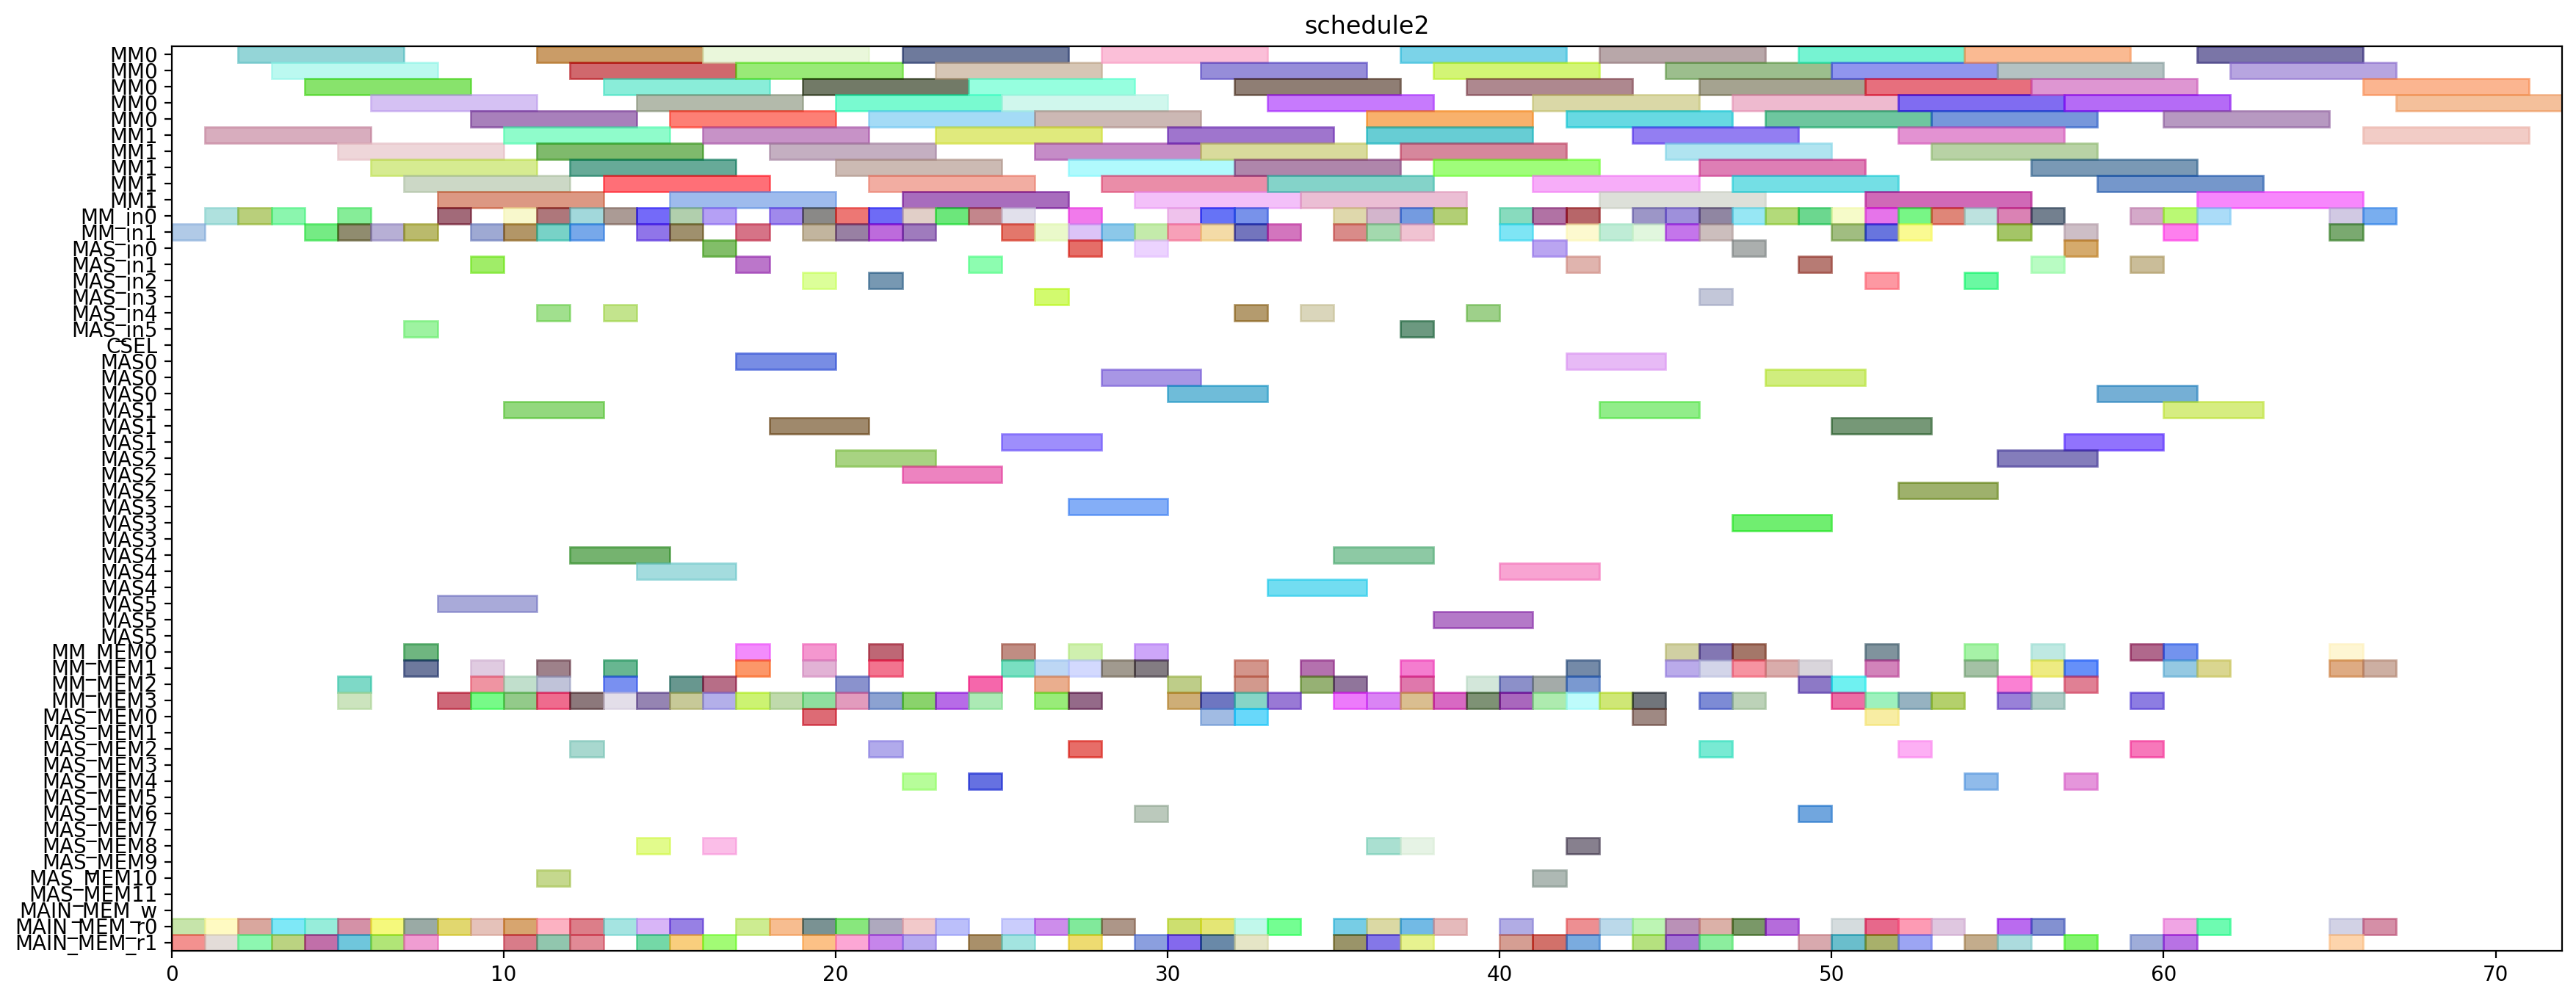 schedule2
MM0
MM0
MM0
MM0
MM0
MM1
MM1
MM1
MM1
MM1
MM_in0
MM_in1
MAS_in0
MAS_in1
MAS_in2
MAS_in3
MAS_in4
MAS_in5
CSEL
MAS0
MAS0
MAS0
MAS1
MAS1
MAS1
MAS2
MAS2
MAS2
MAS3
MAS3
MAS3
MAS4
MAS4
MAS4
MAS5
MAS5
MAS5
MM_MEM0
MM_MEM1
MM_MEM2
MM_MEM3
MAS_MEM0
MAS_MEM1
MAS_MEM2
MAS_MEM3
MAS_MEM4
MAS_MEM5
MAS_MEM6
MAS_MEM7
MAS_MEM8
MAS_MEM9
MAS_MEM10
MAS_MEM11
MAIN_MEM_w
MAIN_MEM_r0
MAIN_MEM_r1
0 10 20 30 40 50 60 70